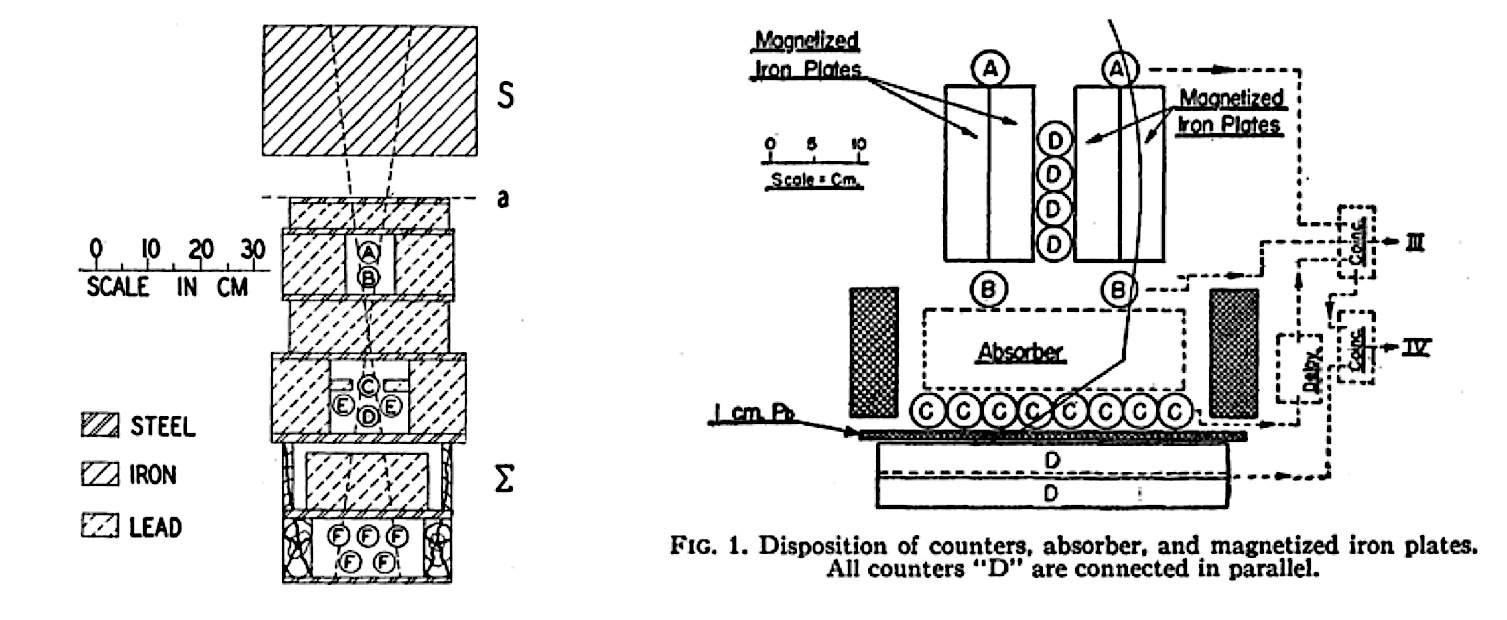 S
a
0 10 20 30
SCALE IN CM
A
B
C
E D E
STEEL
IRON
LEAD
Σ
F F F
F F
Magnetized
Iron Plates
A A
Magnetized
Iron Plates
0 5 10
Scale = Cm.
D
D
D
D
Coinc. III
B B
Absorber
Delay
Coinc. IV
C C C C C C C C
1 cm. Pb
D
D
FIG. 1. Disposition of counters, absorber, and magnetized iron plates.
All counters "D" are connected in parallel.